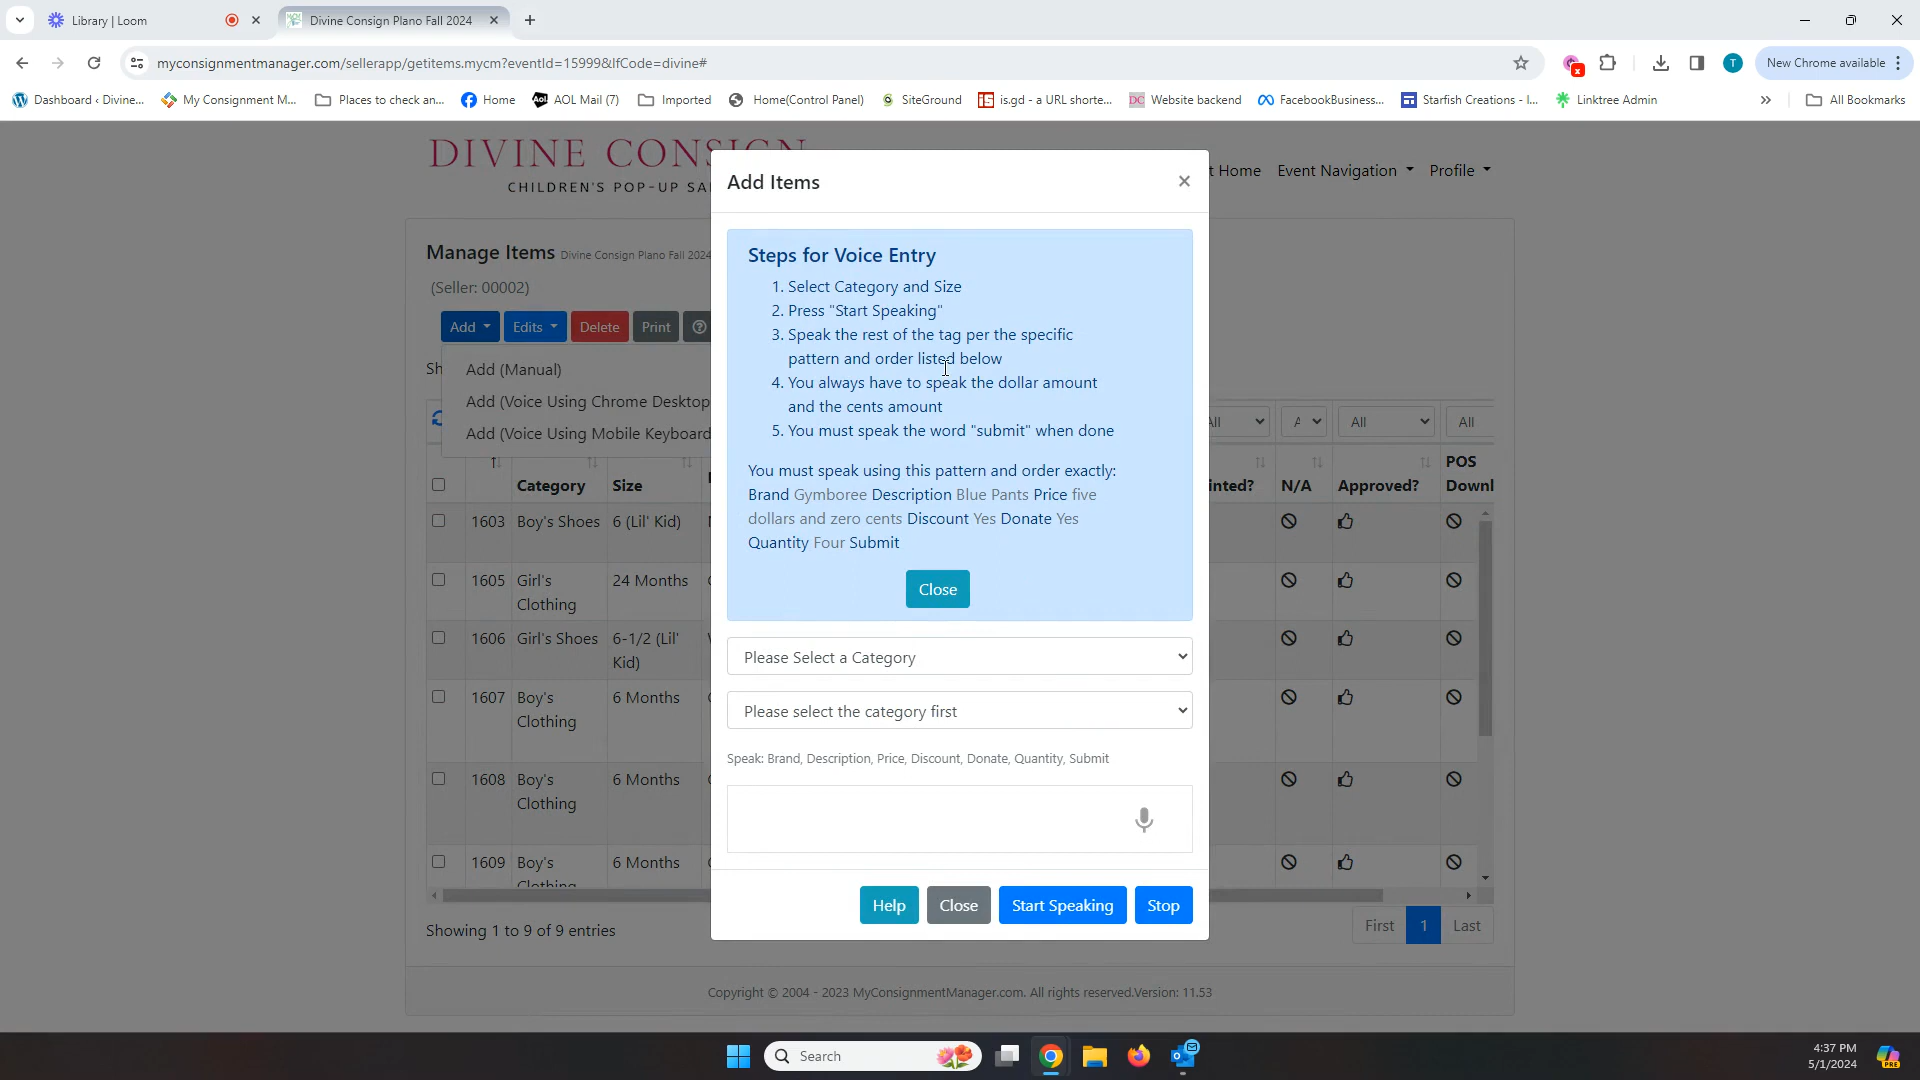 Library | Loom
Divine Consign Plano Fall 2024
myconsignmentmanager.com/sellerapp/getitems.mycm?eventId=15999&lfCode=divine#
New Chrome available
Dashboard ‹ Divine...
My Consignment M...
Places to check an...
Home
AOL Mail (7)
Imported
Home(Control Panel)
SiteGround
is.gd - a URL shorte...
Website backend
FacebookBusiness...
Starfish Creations - I...
Linktree Admin
All Bookmarks
DIVINE CONSIGN
CHILDREN'S POP-UP SA
t Home
Event Navigation
Profile
Manage Items Divine Consign Plano Fall 2024
(Seller: 00002)
Add
Edits
Delete
Print
Sh
Add (Manual)
Add (Voice Using Chrome Desktop
Add (Voice Using Mobile Keyboard
All
A
All
All
Category
Size
inted?
N/A
Approved?
POS
Downl
1603 Boy's Shoes 6 (Lil' Kid)
1605 Girl's Clothing 24 Months
1606 Girl's Shoes 6-1/2 (Lil' Kid)
1607 Boy's Clothing 6 Months
1608 Boy's Clothing 6 Months
1609 Boy's Clothing 6 Months
Showing 1 to 9 of 9 entries
First
1
Last
Copyright © 2004 - 2023 MyConsignmentManager.com. All rights reserved.Version: 11.53
Add Items
×
Steps for Voice Entry
1. Select Category and Size
2. Press "Start Speaking"
3. Speak the rest of the tag per the specific
pattern and order listed below
4. You always have to speak the dollar amount
and the cents amount
5. You must speak the word "submit" when done
You must speak using this pattern and order exactly:
Brand Gymboree Description Blue Pants Price five
dollars and zero cents Discount Yes Donate Yes
Quantity Four Submit
Close
Please Select a Category
Please select the category first
Speak: Brand, Description, Price, Discount, Donate, Quantity, Submit
Help
Close
Start Speaking
Stop
Search
4:37 PM
5/1/2024